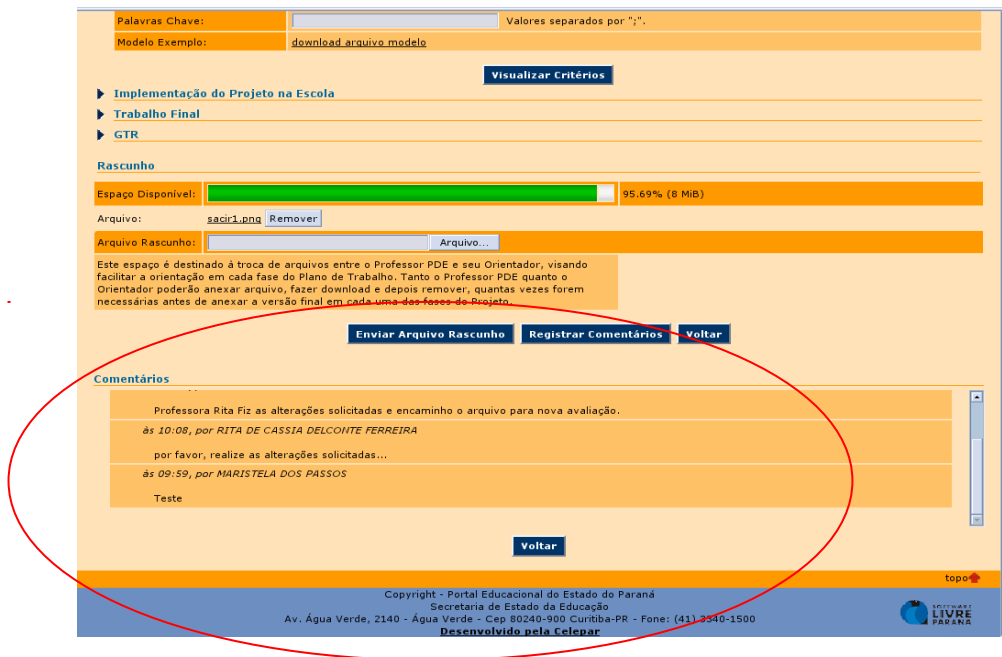 Palavras Chave: Valores separados por ";".
Modelo Exemplo: download arquivo modelo
Visualizar Critérios
Implementação do Projeto na Escola
Trabalho Final
GTR
Rascunho
Espaço Disponível: 95.69% (8 MiB)
Arquivo: sacir1.png Remover
Arquivo Rascunho: Arquivo...
Este espaço é destinado à troca de arquivos entre o Professor PDE e seu Orientador, visando
facilitar a orientação em cada fase do Plano de Trabalho. Tanto o Professor PDE quanto o
Orientador poderão anexar arquivo, fazer download e depois remover, quantas vezes forem
necessárias antes de anexar a versão final em cada uma das fases do Projeto.
Enviar Arquivo Rascunho Registrar Comentários Voltar
Comentários
Professora Rita Fiz as alterações solicitadas e encaminho o arquivo para nova avaliação.
às 10:08, por RITA DE CASSIA DELCONTE FERREIRA
por favor, realize as alterações solicitadas...
às 09:59, por MARISTELA DOS PASSOS
Teste
Voltar
topo
Copyright - Portal Educacional do Estado do Paraná
Secretaria de Estado da Educação
Av. Água Verde, 2140 - Água Verde - Cep 80240-900 Curitiba-PR - Fone: (41) 3340-1500
Desenvolvido pela Celepar
SOFTWARE
LIVRE
PARANÁ